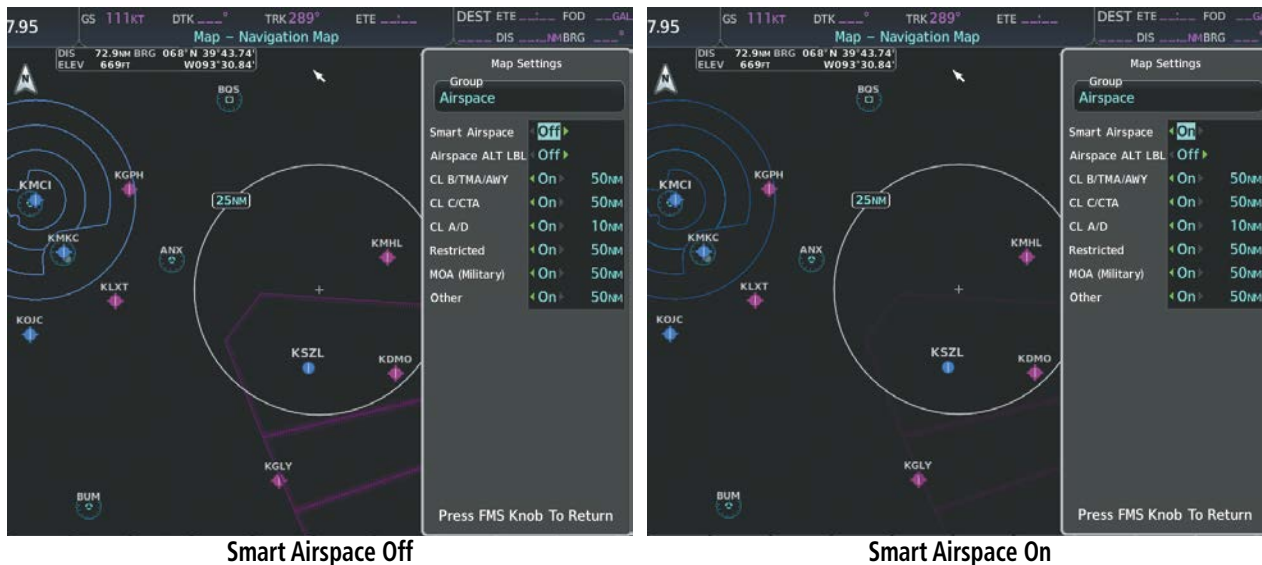 7.95 GS 111KT DTK ___° TRK 289° ETE __:__ DEST ETE __:__ FOD ___GAL
Map – Navigation Map ____ DIS ____NM BRG ___°
DIS 72.9NM BRG 068° N 39°43.74'
ELEV 669FT W093°30.84'
N
BQS
KMCI
KGPH
25NM
KMKC
ANX
KMHL
KLXT
KOJC
KSZL
KDMO
KGLY
BUM
Map Settings
Group
Airspace
Smart Airspace Off
Airspace ALT LBL Off
CL B/TMA/AWY On 50NM
CL C/CTA On 50NM
CL A/D On 10NM
Restricted On 50NM
MOA (Military) On 50NM
Other On 50NM
Press FMS Knob To Return
Smart Airspace Off
7.95 GS 111KT DTK ___° TRK 289° ETE __:__ DEST ETE __:__ FOD __G
Map – Navigation Map ____ DIS ____NM BRG ___°
DIS 72.9NM BRG 068° N 39°43.74'
ELEV 669FT W093°30.84'
N
BQS
KMCI
KGPH
25NM
KMKC
ANX
KMHL
KLXT
KOJC
KSZL
KDMO
KGLY
BUM
Map Settings
Group
Airspace
Smart Airspace On
Airspace ALT LBL Off
CL B/TMA/AWY On 50NM
CL C/CTA On 50NM
CL A/D On 10NM
Restricted On 50NM
MOA (Military) On 50NM
Other On 50NM
Press FMS Knob To Return
Smart Airspace On